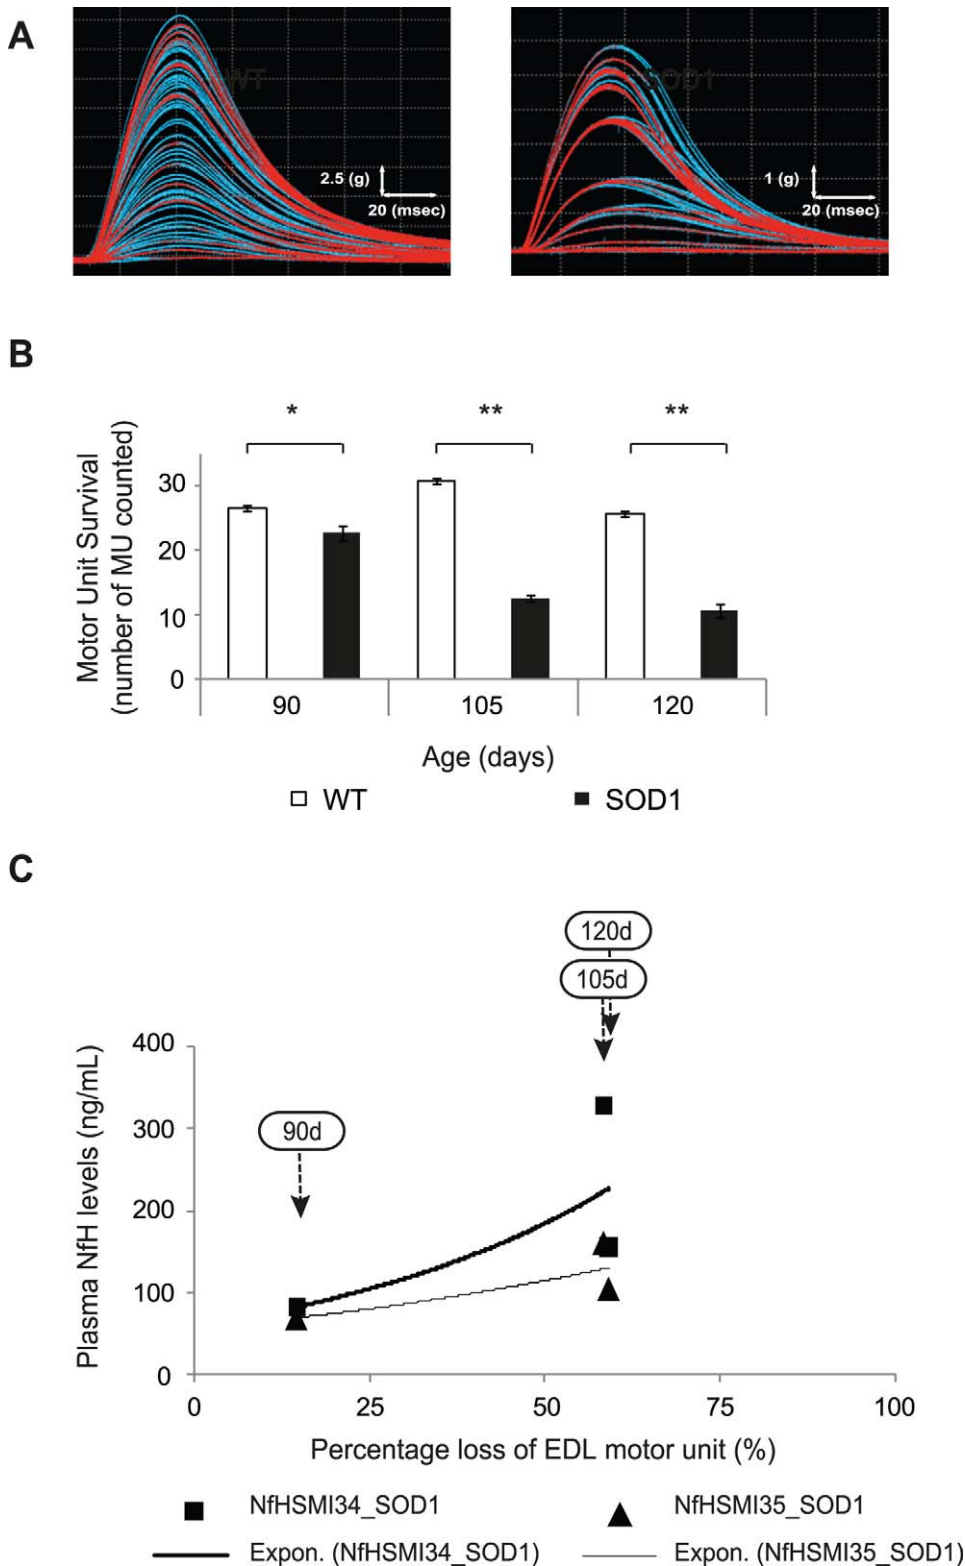 A
WT
2.5 (g)
20 (msec)
SOD1
1 (g)
20 (msec)
B
* ** **
Motor Unit Survival
(number of MU counted)
30
20
10
0
90 105 120
Age (days)
WT SOD1
C
120d
105d
90d
Plasma NfH levels (ng/mL)
400
300
200
100
0
0 25 50 75 100
Percentage loss of EDL motor unit (%)
NfHSMI34_SOD1 NfHSMI35_SOD1
Expon. (NfHSMI34_SOD1) Expon. (NfHSMI35_SOD1)